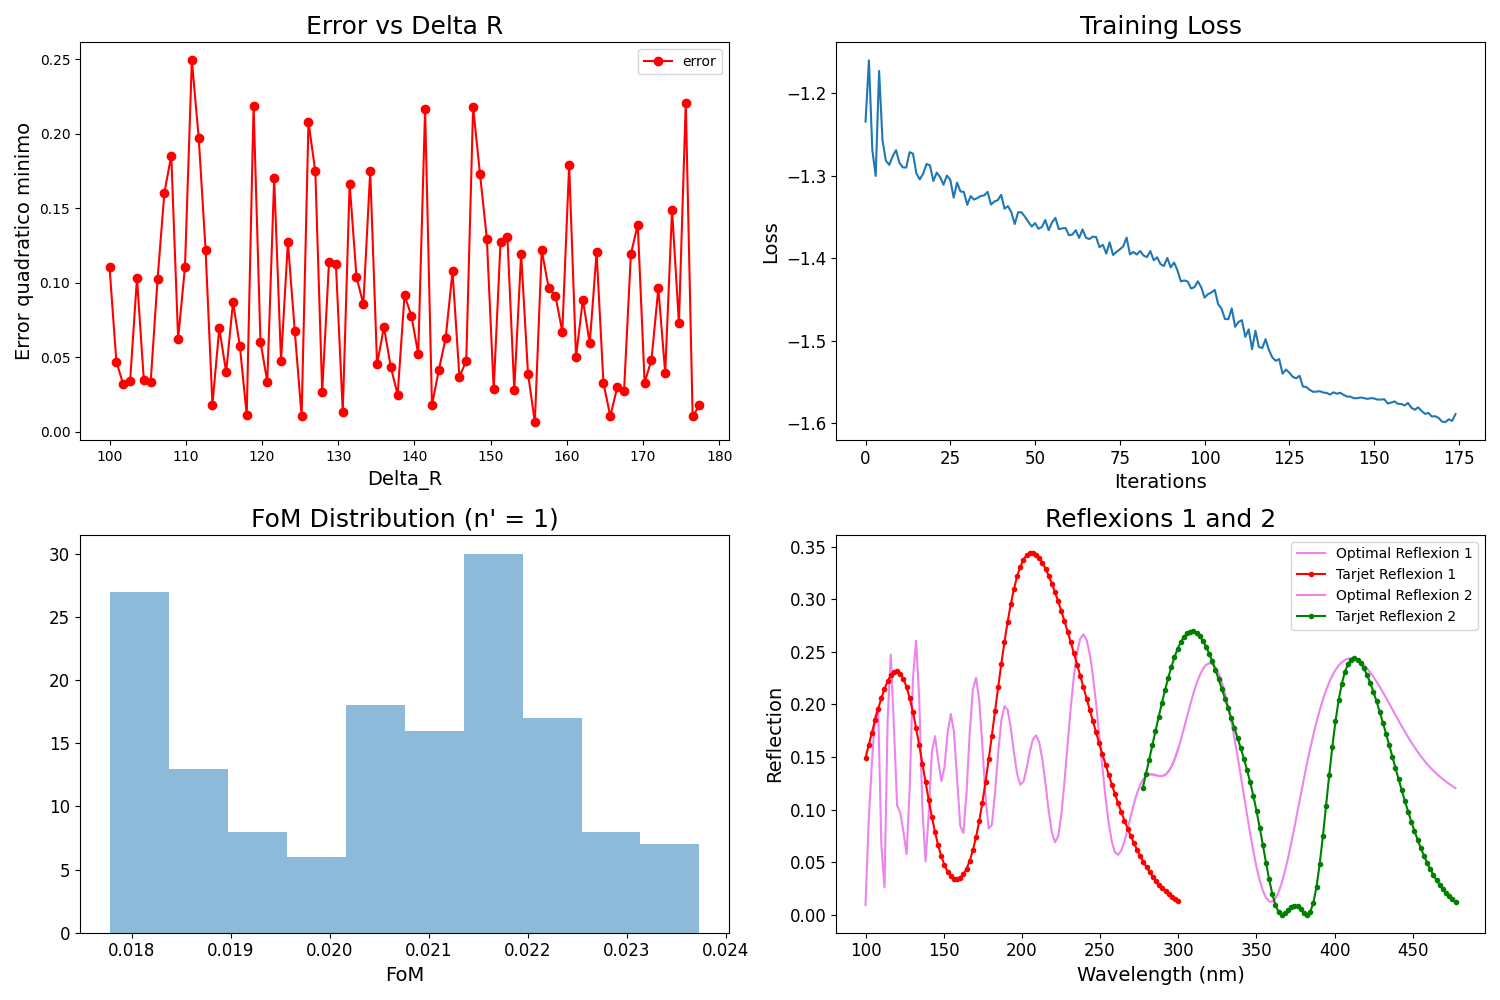 Error vs Delta R
error
Error quadratico minimo
0.25
0.20
0.15
0.10
0.05
0.00
100 110 120 130 140 150 160 170 180
Delta_R
Training Loss
Loss
−1.2
−1.3
−1.4
−1.5
−1.6
0 25 50 75 100 125 150 175
Iterations
FoM Distribution (n' = 1)
30
25
20
15
10
5
0
0.018 0.019 0.020 0.021 0.022 0.023 0.024
FoM
Reflexions 1 and 2
Optimal Reflexion 1
Tarjet Reflexion 1
Optimal Reflexion 2
Tarjet Reflexion 2
Reflection
0.35
0.30
0.25
0.20
0.15
0.10
0.05
0.00
100 150 200 250 300 350 400 450
Wavelength (nm)